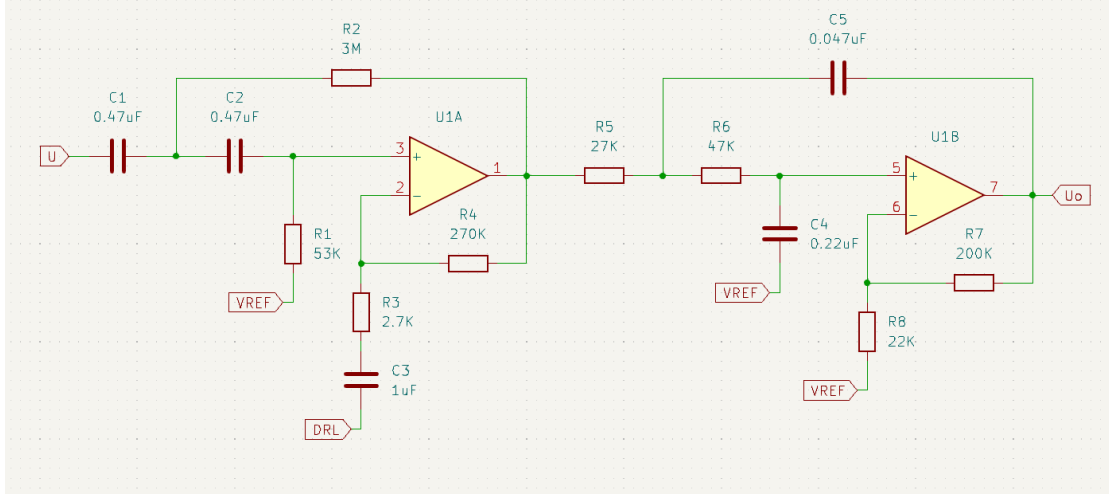 C5
0.047uF
R2
3M
C1
0.47uF
C2
0.47uF
U1A
R5
27K
R6
47K
U1B
U
3
+
2
-
1
5
+
6
-
7
Uo
R4
270K
R1
53K
C4
0.22uF
R7
200K
VREF
VREF
R3
2.7K
R8
22K
C3
1uF
VREF
DRL